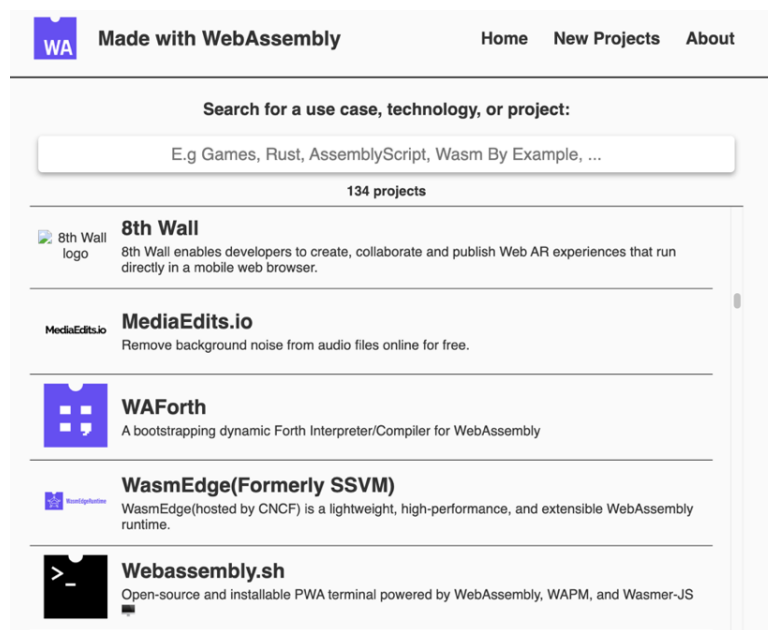 WA
Made with WebAssembly
Home
New Projects
About
Search for a use case, technology, or project:
E.g Games, Rust, AssemblyScript, Wasm By Example, ...
134 projects
8th Wall
logo
8th Wall
8th Wall enables developers to create, collaborate and publish Web AR experiences that run
directly in a mobile web browser.
MediaEdits.io
MediaEdits.io
Remove background noise from audio files online for free.
WAForth
A bootstrapping dynamic Forth Interpreter/Compiler for WebAssembly
WasmEdgeRuntime
WasmEdge(Formerly SSVM)
WasmEdge(hosted by CNCF) is a lightweight, high-performance, and extensible WebAssembly
runtime.
>_
Webassembly.sh
Open-source and installable PWA terminal powered by WebAssembly, WAPM, and Wasmer-JS